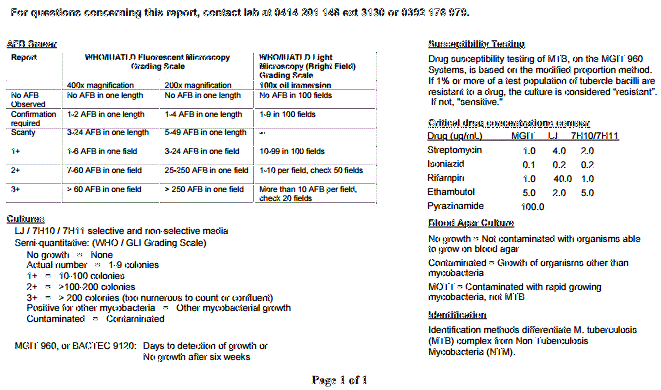 For questions concerning this report, contact lab at 0414 201 148 ext 3130 or 0392 178 979.
AFB Smear
Report WHO/IUATLD Fluorescent Microscopy Grading Scale WHO/IUATLD Light Microscopy (Bright Field) Grading Scale
400x magnification 200x magnification 100x oil immersion
No AFB Observed No AFB in one length No AFB in one length No AFB in 100 fields
Confirmation required 1-2 AFB in one length 1-4 AFB in one length 1-9 in 100 fields
Scanty 3-24 AFB in one length 5-49 AFB in one length --
1+ 1-6 AFB in one field 3-24 AFB in one field 10-99 in 100 fields
2+ 7-60 AFB in one field 25-250 AFB in one field 1-10 per field, check 50 fields
3+ > 60 AFB in one field > 250 AFB in one field More than 10 AFB per field, check 20 fields
Cultures
LJ / 7H10 / 7H11 selective and non-selective media
Semi-quantitative: (WHO / GLI Grading Scale)
No growth = None
Actual number = 1-9 colonies
1+ = 10-100 colonies
2+ = >100-200 colonies
3+ = > 200 colonies (too numerous to count or confluent)
Positive for other mycobacteria = Other mycobacterial growth
Contaminated = Contaminated
MGIT 960, or BACTEC 9120: Days to detection of growth or
No growth after six weeks
Susceptibility Testing
Drug susceptibility testing of MTB, on the MGIT 960
Systems, is based on the modified proportion method.
If 1% or more of a test population of tubercle bacilli are
resistant to a drug, the culture is considered "resistant".
If not, "sensitive."
Critical drug concentrations
Drug (ug/mL) MGIT LJ 7H10/7H11
Streptomycin 1.0 4.0 2.0
Isoniazid 0.1 0.2 0.2
Rifampin 1.0 40.0 1.0
Ethambutol 5.0 2.0 5.0
Pyrazinamide 100.0
Blood Agar Culture
No growth = Not contaminated with organisms able
to grow on blood agar
Contaminated = Growth of organisms other than
mycobacteria
MOTT = Contaminated with rapid growing
mycobacteria, not MTB
Identification
Identification methods differentiate M. tuberculosis
(MTB) complex from Non Tuberculosis
Mycobacteria (NTM).
Page 1 of 1